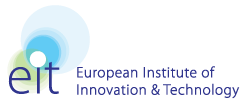 eit European Institute of
Innovation & Technology